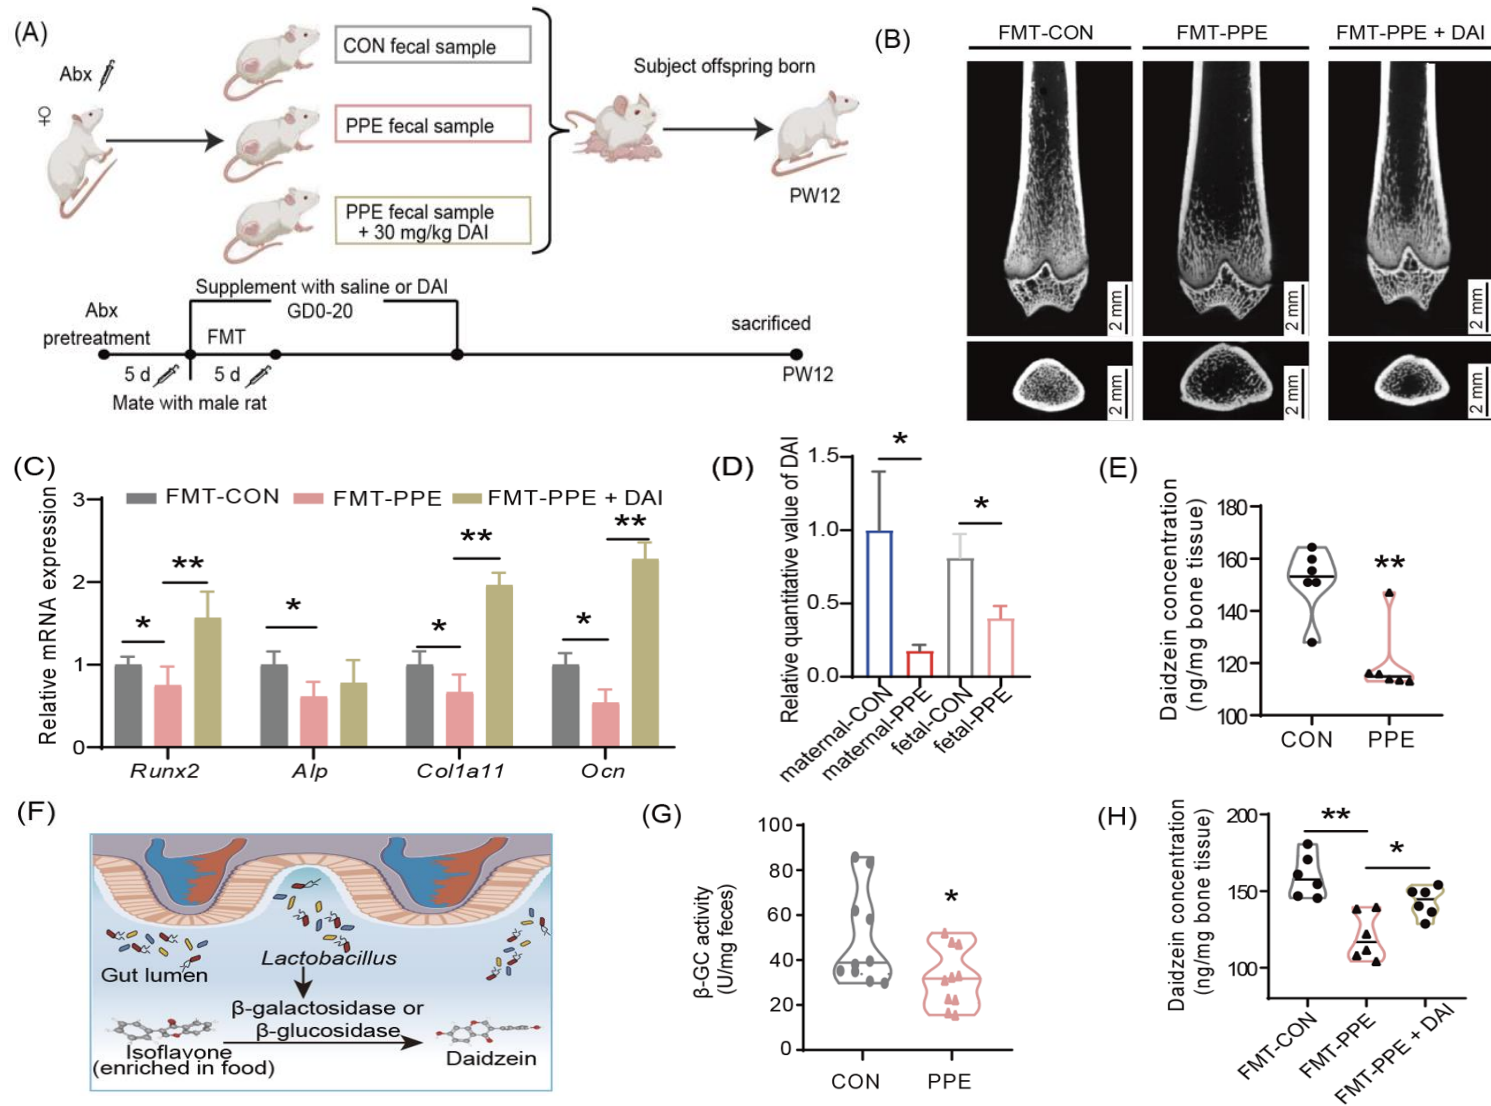 (A)
Abx
♀
CON fecal sample
PPE fecal sample
PPE fecal sample
+ 30 mg/kg DAI
Subject offspring born
PW12
Supplement with saline or DAI
GD0-20
Abx
pretreatment
FMT
sacrificed
5 d
5 d
PW12
Mate with male rat
(B)
FMT-CON
FMT-PPE
FMT-PPE + DAI
2 mm
2 mm
2 mm
2 mm
2 mm
2 mm
(C)
Relative mRNA expression
FMT-CON
FMT-PPE
FMT-PPE + DAI
3
2
1
0
*
**
*
*
**
*
**
Runx2
Alp
Col1a11
Ocn
(D)
Relative quantitative value of DAI
1.5
1.0
0.5
0.0
*
*
maternal-CON
maternal-PPE
fetal-CON
fetal-PPE
(E)
Daidzein concentration
(ng/mg bone tissue)
180
160
140
120
100
**
CON
PPE
(F)
Gut lumen
Lactobacillus
β-galactosidase or
β-glucosidase
Isoflavone
(enriched in food)
Daidzein
(G)
β-GC activity
(U/mg feces)
100
80
60
40
20
0
*
CON
PPE
(H)
Daidzein concentration
(ng/mg bone tissue)
200
150
100
**
*
FMT-CON
FMT-PPE
FMT-PPE + DAI